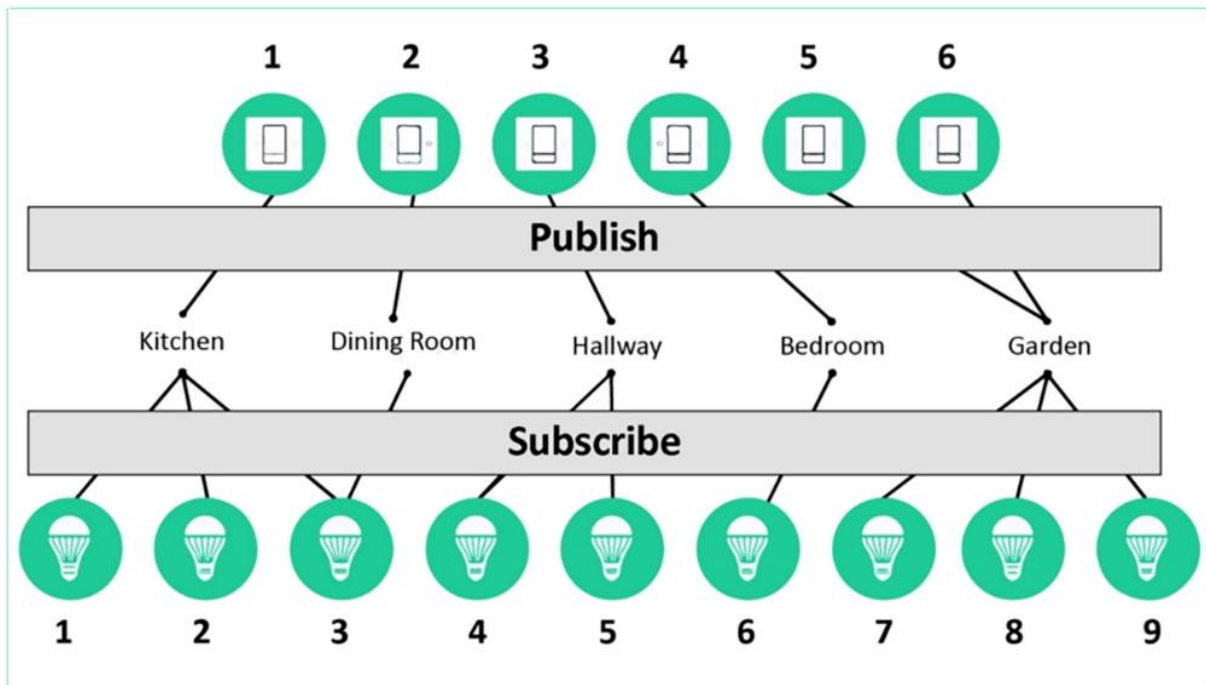 1 2 3 4 5 6
Publish
Kitchen Dining Room Hallway Bedroom Garden
Subscribe
1 2 3 4 5 6 7 8 9